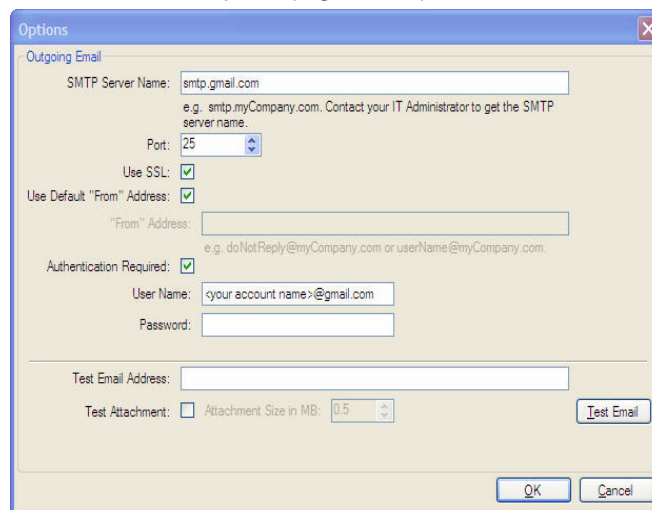 Options
Outgoing Email
SMTP Server Name: smtp.gmail.com
e.g. smtp.myCompany.com. Contact your IT Administrator to get the SMTP
server name.
Port: 25
Use SSL:
Use Default "From" Address:
"From" Address:
e.g. doNotReply@myCompany.com or userName@myCompany.com.
Authentication Required:
User Name: <your account name>@gmail.com
Password:
Test Email Address:
Test Attachment: Attachment Size in MB: 0.5 Test Email
OK Cancel